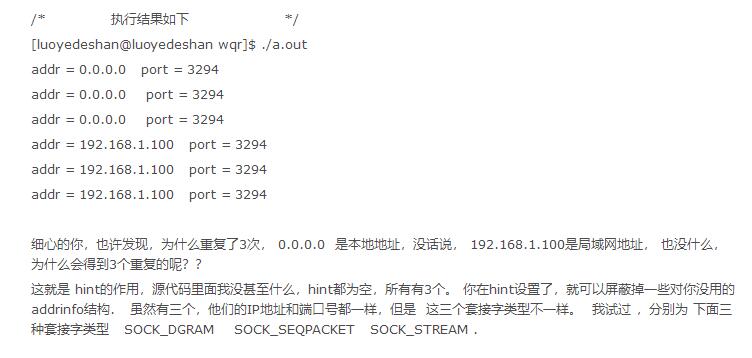 /* 执行结果如下 */
[luoyedeshan@luoyedeshan wqr]$ ./a.out
addr = 0.0.0.0 port = 3294
addr = 0.0.0.0 port = 3294
addr = 0.0.0.0 port = 3294
addr = 192.168.1.100 port = 3294
addr = 192.168.1.100 port = 3294
addr = 192.168.1.100 port = 3294
细心的你，也许发现，为什么重复了3次， 0.0.0.0 是本地地址，没话说， 192.168.1.100是局域网地址， 也没什么，
为什么会得到3个重复的呢？？
这就是 hint的作用，源代码里面我没甚至什么，hint都为空，所有有3个。 你在hint设置了，就可以屏蔽掉一些对你没用的
addrinfo结构． 虽然有三个，他们的IP地址和端口号都一样，但是 这三个套接字类型不一样。 我试过 ，分别为 下面三
种套接字类型 SOCK_DGRAM SOCK_SEQPACKET SOCK_STREAM．